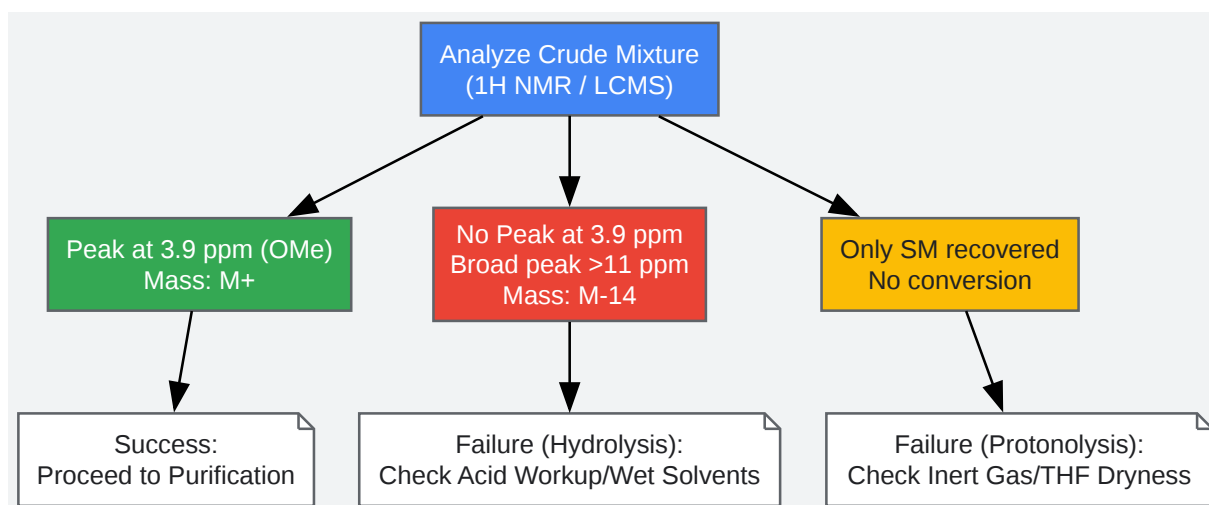 Analyze Crude Mixture
(1H NMR / LCMS)
Peak at 3.9 ppm (OMe)
Mass: M+
No Peak at 3.9 ppm
Broad peak >11 ppm
Mass: M-14
Only SM recovered
No conversion
Success:
Proceed to Purification
Failure (Hydrolysis):
Check Acid Workup/Wet Solvents
Failure (Protonolysis):
Check Inert Gas/THF Dryness